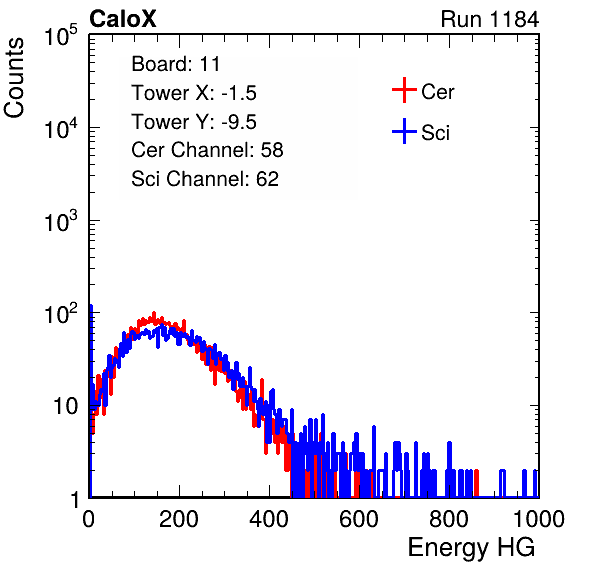 CaloX Run 1184
Counts
10^5
10^4
10^3
10^2
10
1
Board: 11
Tower X: -1.5
Tower Y: -9.5
Cer Channel: 58
Sci Channel: 62
Cer
Sci
0 200 400 600 800 1000
Energy HG